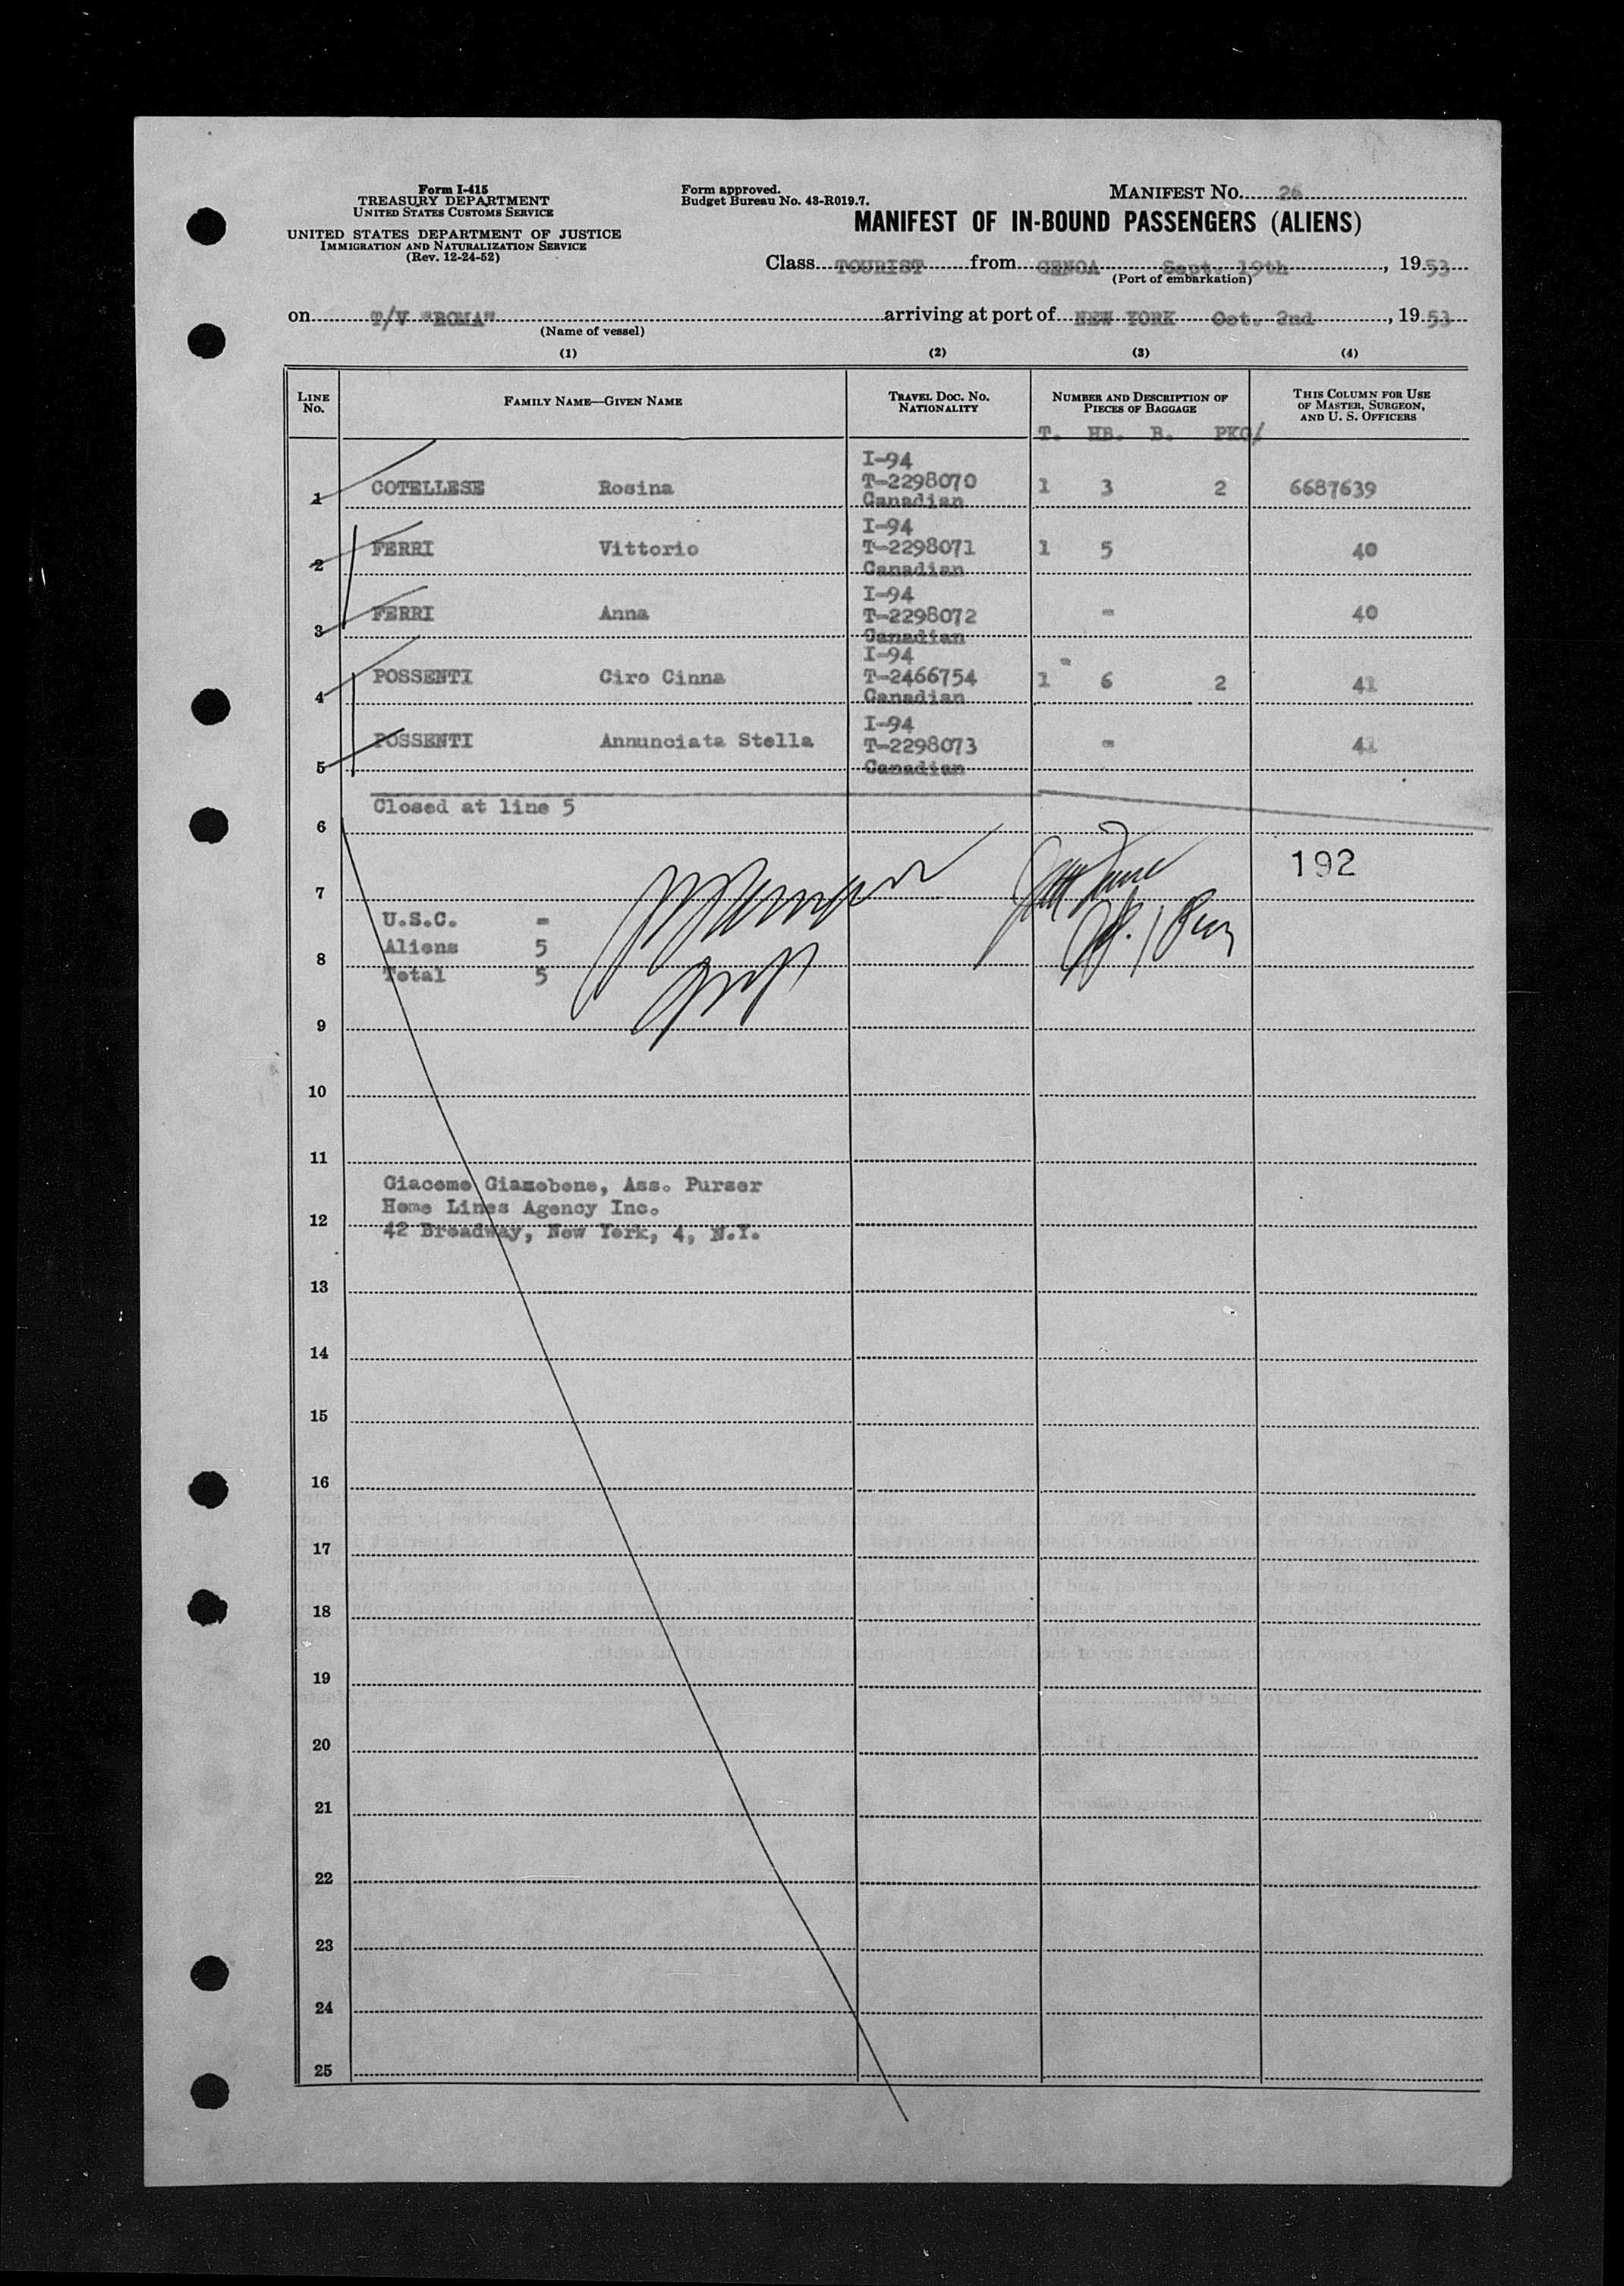 Form I-415
TREASURY DEPARTMENT
UNITED STATES CUSTOMS SERVICE
UNITED STATES DEPARTMENT OF JUSTICE
IMMIGRATION AND NATURALIZATION SERVICE
(Rev. 12-24-52)
Form approved.
Budget Bureau No. 43-R019.7.
MANIFEST NO. 26
MANIFEST OF IN-BOUND PASSENGERS (ALIENS)
Class TOURIST from GENOA Sept. 19th, 1953
(Port of embarkation)
on T/V "ROMA" arriving at port of NEW YORK Oct. 2nd, 1953
(Name of vessel)
(1) (2) (3) (4)
LINE NO. FAMILY NAME—GIVEN NAME TRAVEL DOC. NO. NATIONALITY NUMBER AND DESCRIPTION OF PIECES OF BAGGAGE THIS COLUMN FOR USE OF MASTER, SURGEON, AND U. S. OFFICERS
T. HB. B. PKG/
I-94
1 COTELLESE Rosina T-2298070 1 3 2 6687639
Canadian
I-94
2 FERRI Vittorio T-2298071 1 5 40
Canadian
I-94
3 FERRI Anna T-2298072 - 40
Canadian
I-94
4 POSSENTI Ciro Cinna T-2466754 1 6 2 41
Canadian
I-94
5 POSSENTI Annunciata Stella T-2298073 - 41
Canadian
Closed at line 5
6
192
7
U.S.C. -
Aliens 5
8
Total 5
9
10
11
Giacomo Giamobone, Ass. Purser
Home Lines Agency Inc.
12
42 Broadway, New York, 4, N.Y.
13
14
15
16
17
18
19
20
21
22
23
24
25